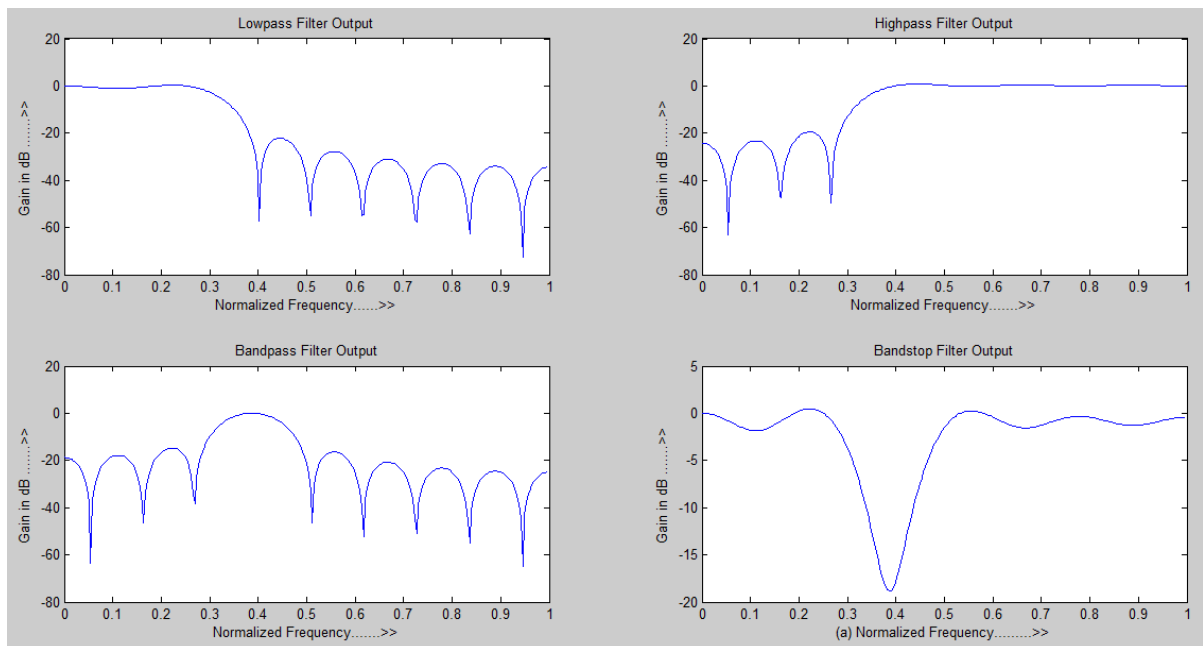 Lowpass Filter Output
20
0
-20
-40
-60
-80
Gain in dB ......>>
0 0.1 0.2 0.3 0.4 0.5 0.6 0.7 0.8 0.9 1
Normalized Frequency......>>
Highpass Filter Output
20
0
-20
-40
-60
-80
Gain in dB ......>>
0 0.1 0.2 0.3 0.4 0.5 0.6 0.7 0.8 0.9 1
Normalized Frequency.......>>
Bandpass Filter Output
20
0
-20
-40
-60
-80
Gain in dB ......>>
0 0.1 0.2 0.3 0.4 0.5 0.6 0.7 0.8 0.9 1
Normalized Frequency.......>>
Bandstop Filter Output
5
0
-5
-10
-15
-20
Gain in dB ......>>
0 0.1 0.2 0.3 0.4 0.5 0.6 0.7 0.8 0.9 1
(a) Normalized Frequency.........>>